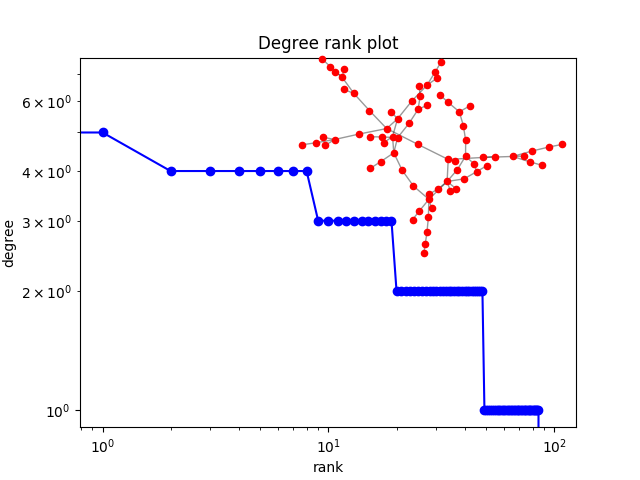 Degree rank plot
degree
6 × 10⁰
4 × 10⁰
3 × 10⁰
2 × 10⁰
10⁰
10⁰ 10¹ 10²
rank